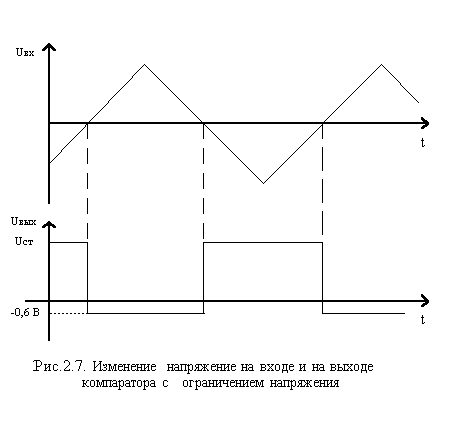 Uвх
t
Uвых
Uст
-0,6 В
t
Рис.2.7. Изменение напряжение на входе и на выходе
компаратора с ограничением напряжения